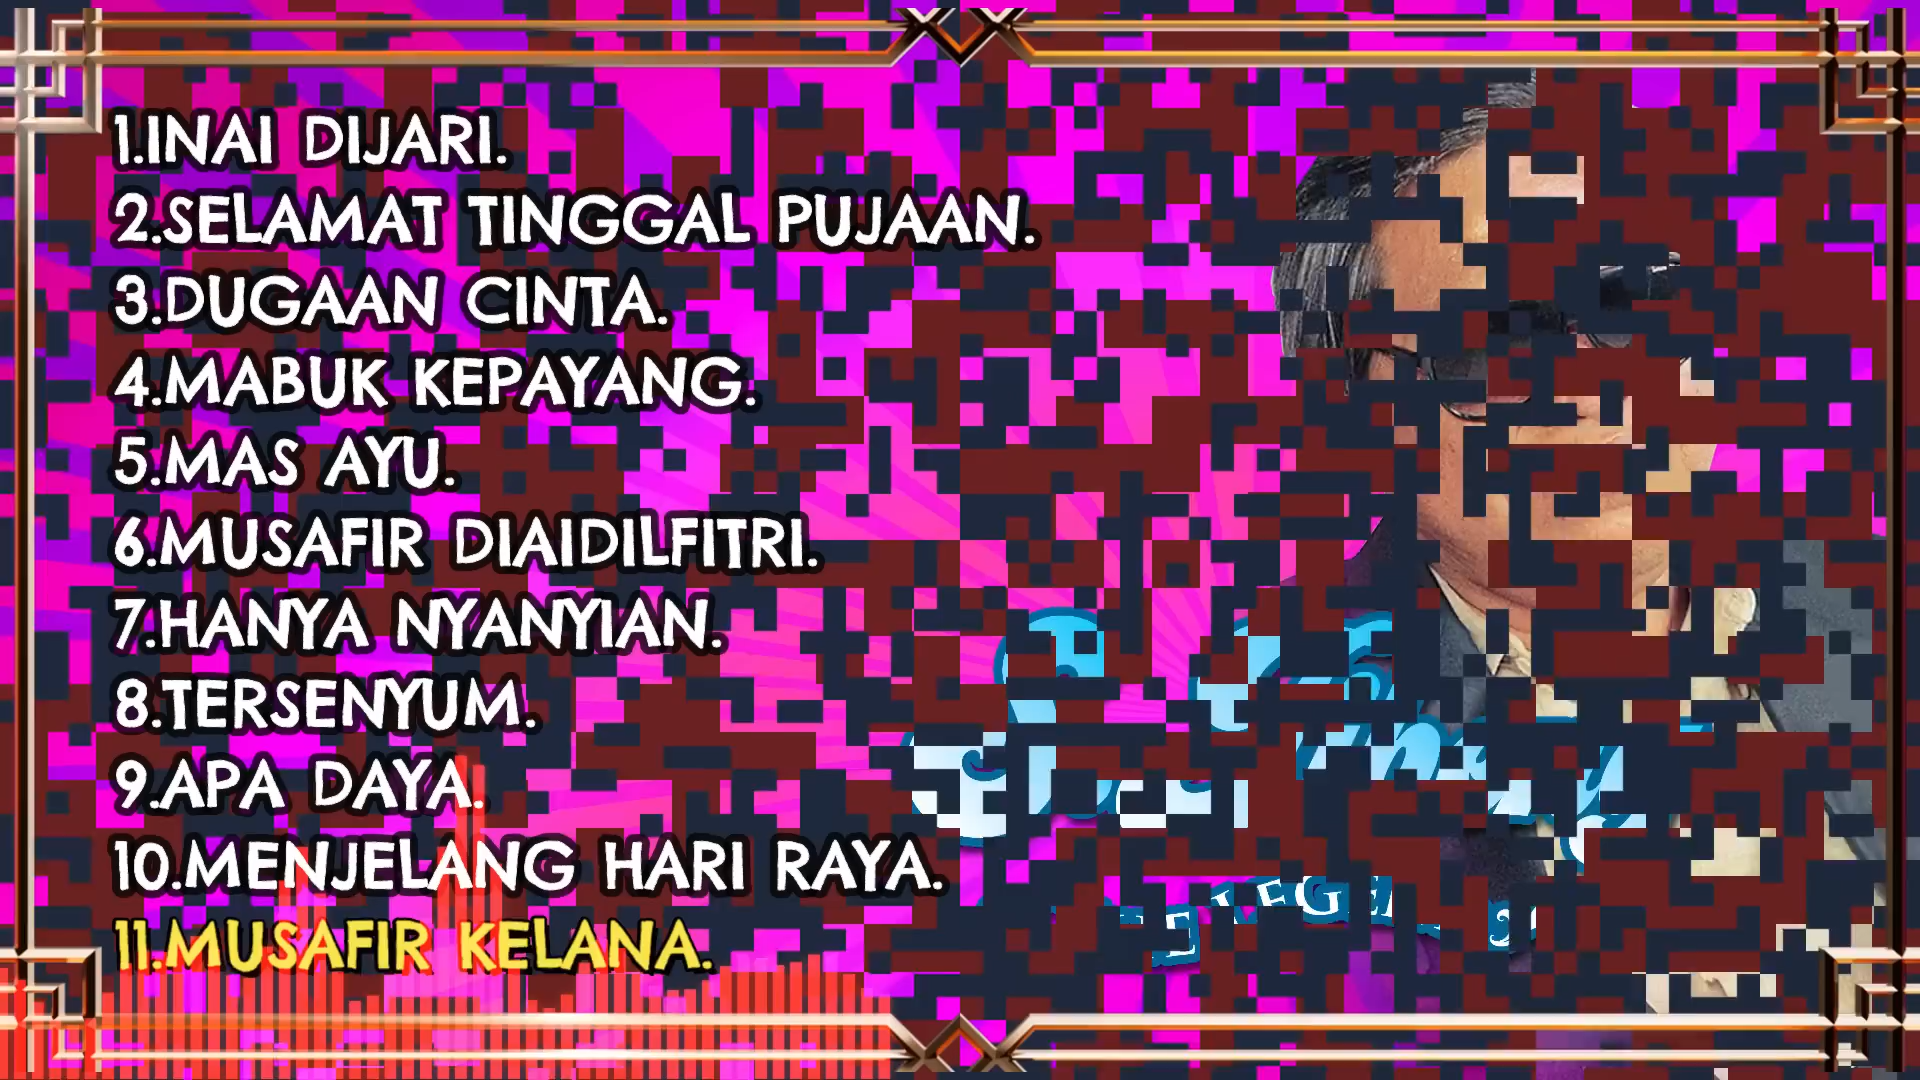 1.INAI DIJARI.
2.SELAMAT TINGGAL PUJAAN.
3.DUGAAN CINTA.
4.MABUK KEPAYANG.
5.MAS AYU.
6.MUSAFIR DIAIDILFITRI.
7.HANYA NYANYIAN.
8.TERSENYUM.
9.APA DAYA.
10.MENJELANG HARI RAYA.
11.MUSAFIR KELANA.